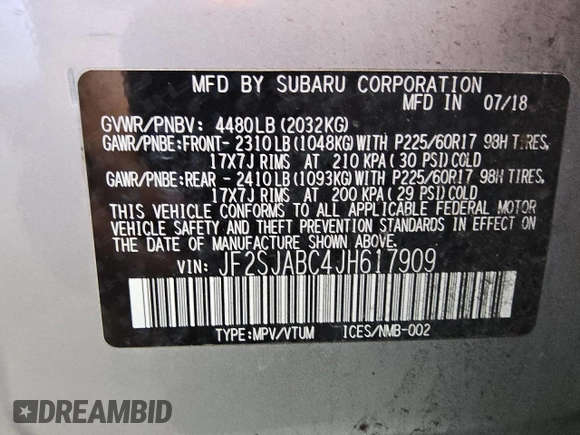 MFD BY SUBARU CORPORATION
MFD IN 07/18
GVWR/PNBV: 4480LB (2032KG)
GAWR/PNBE:FRONT- 2310LB (1048KG) WITH P225/60R17 98H TIRES,
17X7J RIMS AT 210 KPA (30 PSI) COLD
GAWR/PNBE:REAR - 2410LB (1093KG) WITH P225/60R17 98H TIRES,
17X7J RIMS AT 200 KPA (29 PSI) COLD
THIS VEHICLE CONFORMS TO ALL APPLICABLE FEDERAL MOTOR
VEHICLE SAFETY AND THEFT PREVENTION STANDARDS IN EFFECT
ON THE DATE OF MANUFACTURE SHOWN ABOVE.
VIN: JF2SJABC4JH617909
TYPE:MPV/VTUM ICES/NMB-002
DREAMBID